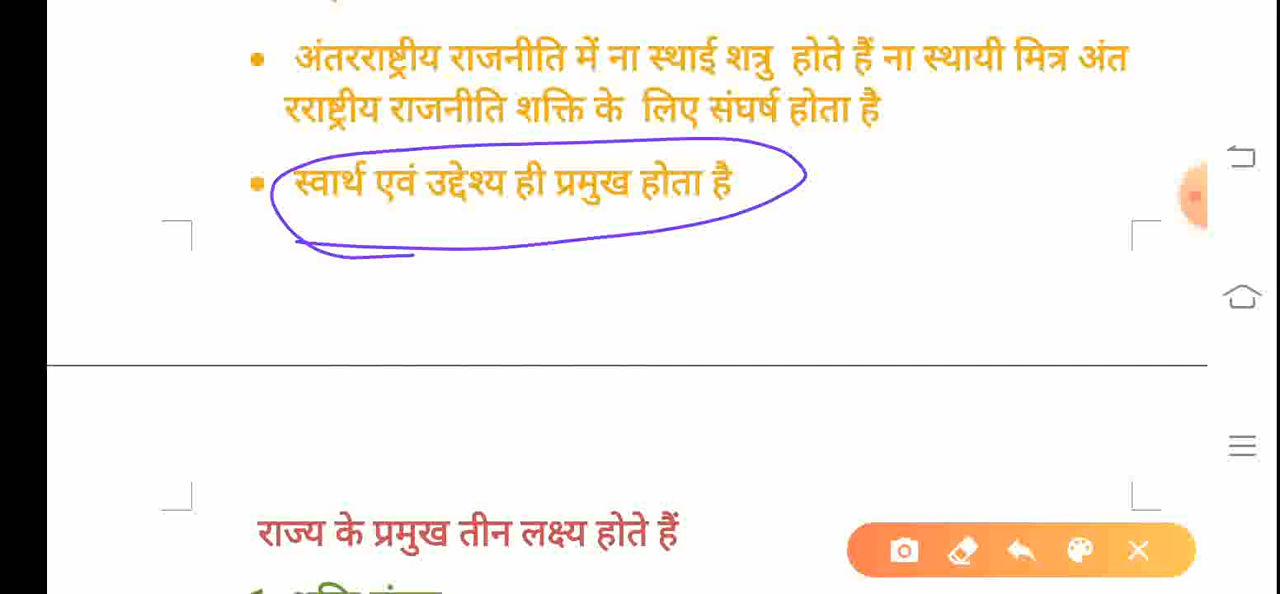 • अंतरराष्ट्रीय राजनीति में ना स्थाई शत्रु होते हैं ना स्थायी मित्र अंत
रराष्ट्रीय राजनीति शक्ति के लिए संघर्ष होता है
• स्वार्थ एवं उद्देश्य ही प्रमुख होता है
राज्य के प्रमुख तीन लक्ष्य होते हैं